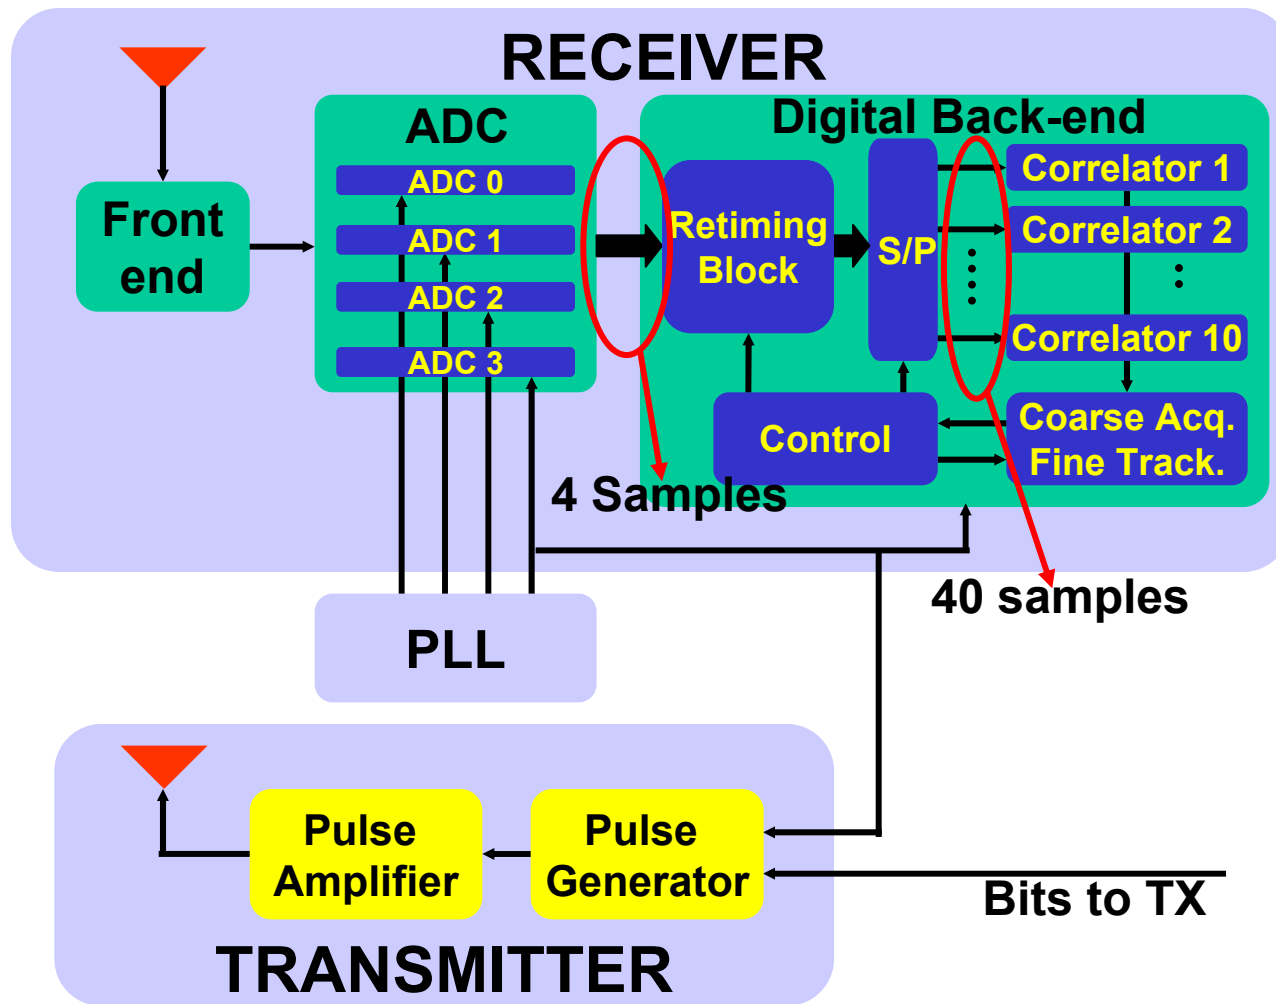 RECEIVER
ADC
Digital Back-end
ADC 0
ADC 1
ADC 2
ADC 3
Front
end
Retiming
Block
S/P
Correlator 1
Correlator 2
Correlator 10
Control
Coarse Acq.
Fine Track.
4 Samples
40 samples
PLL
Pulse
Amplifier
Pulse
Generator
Bits to TX
TRANSMITTER